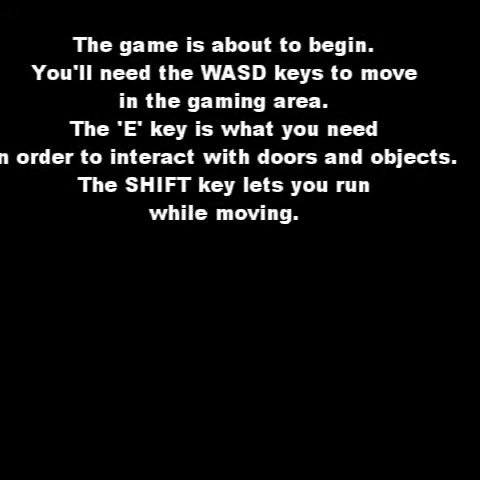 The game is about to begin.
You'll need the WASD keys to move
in the gaming area.
The 'E' key is what you need
n order to interact with doors and objects.
The SHIFT key lets you run
while moving.